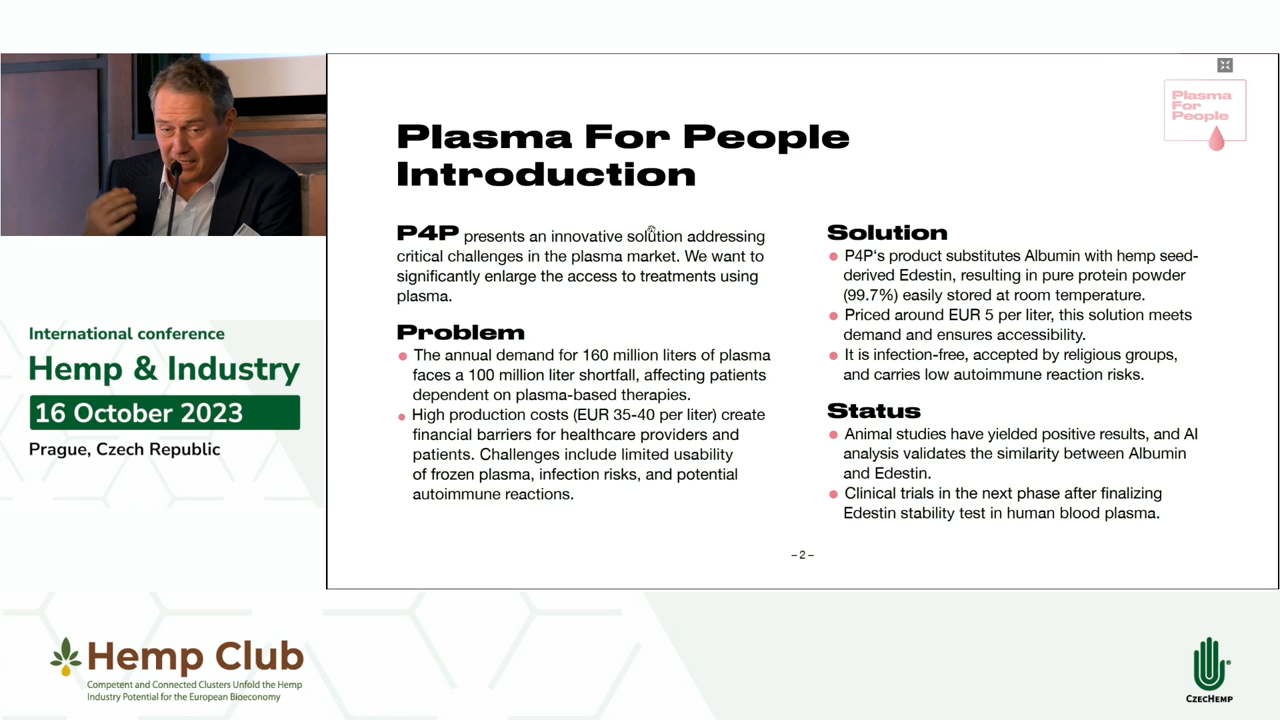 International conference
Hemp & Industry
16 October 2023
Prague, Czech Republic
Plasma
For
People
Plasma For People
Introduction
P4P presents an innovative solution addressing
critical challenges in the plasma market. We want to
significantly enlarge the access to treatments using
plasma.
Problem
The annual demand for 160 million liters of plasma
faces a 100 million liter shortfall, affecting patients
dependent on plasma-based therapies.
High production costs (EUR 35-40 per liter) create
financial barriers for healthcare providers and
patients. Challenges include limited usability
of frozen plasma, infection risks, and potential
autoimmune reactions.
Solution
P4P's product substitutes Albumin with hemp seed-
derived Edestin, resulting in pure protein powder
(99.7%) easily stored at room temperature.
Priced around EUR 5 per liter, this solution meets
demand and ensures accessibility.
It is infection-free, accepted by religious groups,
and carries low autoimmune reaction risks.
Status
Animal studies have yielded positive results, and AI
analysis validates the similarity between Albumin
and Edestin.
Clinical trials in the next phase after finalizing
Edestin stability test in human blood plasma.
– 2 –
Hemp Club
Competent and Connected Clusters Unfold the Hemp
Industry Potential for the European Bioeconomy
CzecHemp